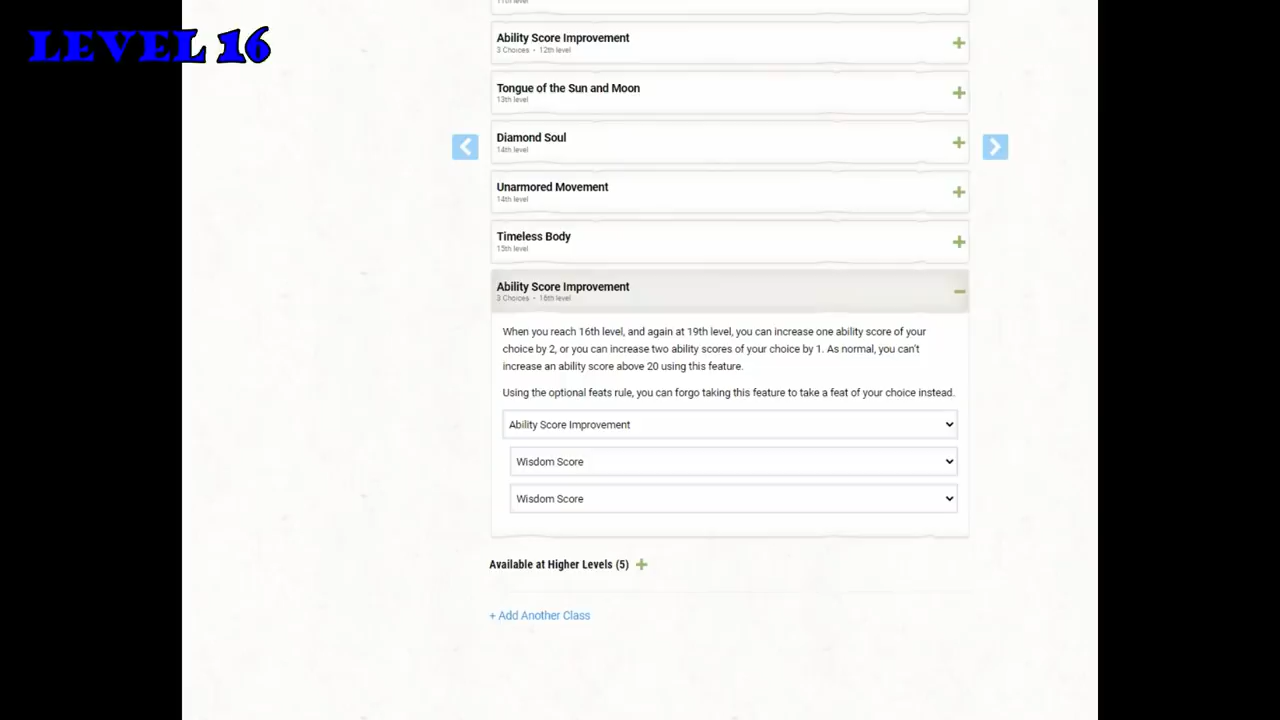 LEVEL 16
11th level
Ability Score Improvement
3 Choices • 12th level
Tongue of the Sun and Moon
13th level
Diamond Soul
14th level
Unarmored Movement
14th level
Timeless Body
15th level
Ability Score Improvement
3 Choices • 16th level
When you reach 16th level, and again at 19th level, you can increase one ability score of your
choice by 2, or you can increase two ability scores of your choice by 1. As normal, you can't
increase an ability score above 20 using this feature.
Using the optional feats rule, you can forgo taking this feature to take a feat of your choice instead.
Ability Score Improvement
Wisdom Score
Wisdom Score
Available at Higher Levels (5)
+ Add Another Class